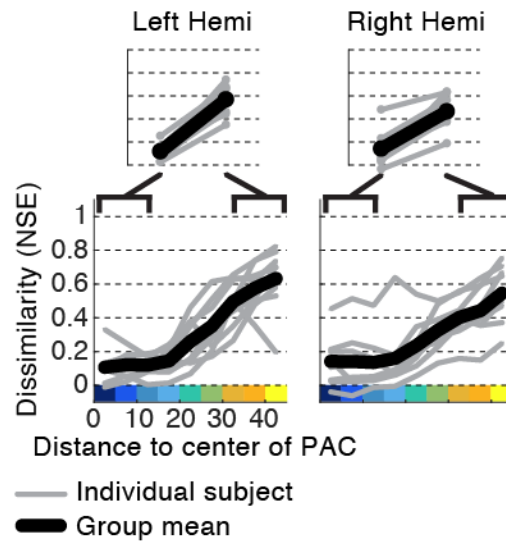 Left Hemi
Right Hemi
Dissimilarity (NSE)
1
0.8
0.6
0.4
0.2
0
0 10 20 30 40
Distance to center of PAC
Individual subject
Group mean